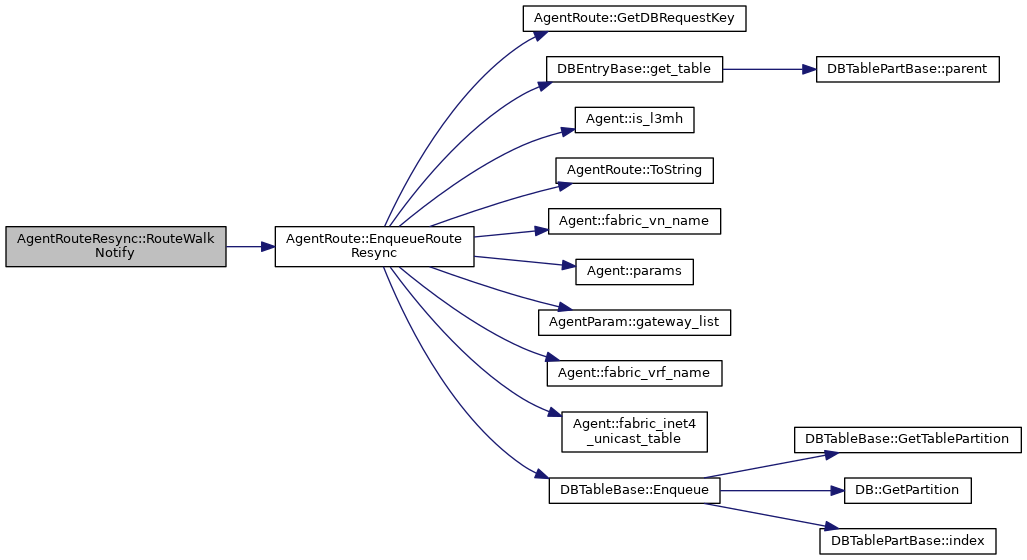 AgentRoute::GetDBRequestKey
DBEntryBase::get_table
DBTablePartBase::parent
Agent::is_l3mh
AgentRoute::ToString
Agent::fabric_vn_name
AgentRouteResync::RouteWalk
Notify
AgentRoute::EnqueueRoute
Resync
Agent::params
AgentParam::gateway_list
Agent::fabric_vrf_name
Agent::fabric_inet4
_unicast_table
DBTableBase::Enqueue
DBTableBase::GetTablePartition
DB::GetPartition
DBTablePartBase::index